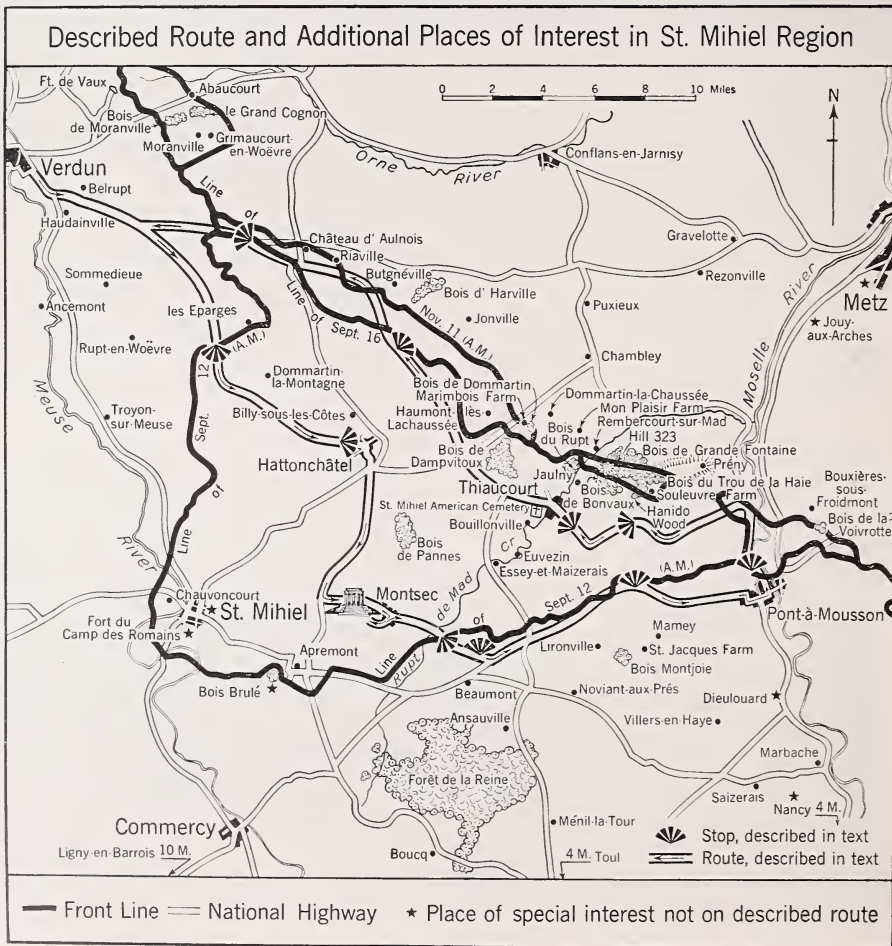 Described Route and Additional Places of Interest in St. Mihiel Region
Ft. de Vaux
Abaucourt
0 2 4 6 8 10 Miles
N
Bois
de Moranville
le Grand Cognon
Moranville
Grimaucourt-
en-Woëvre
Orne River
Conflans-en-Jarnisy
Verdun
Belrupt
Haudainville
Line of
Château d' Aulnois
Riaville
Butgnéville
Gravelotte
Rezonville
River
Metz
Sommedieue
Bois d' Harville
Puxieux
★ Jouy-
aux-Arches
Ancemont
les Eparges
Line of Sept. 16
Nov. 11 (A.M.)
Jonville
Rupt-en-Woëvre
(A.M.)
12
Chambley
Moselle
Dommartin-
la-Montagne
Bois de Dommartin
Marimbois Farm
Dommartin-la-Chaussée
Mon Plaisir Farm
Meuse
Troyon-
sur-Meuse
Sept.
Billy-sous-les-Côtes
Haumont-lès-
Lachaussée
Bois
du Rupt
Rembercourt-sur-Mad
Hill 323
Bois de Grande Fontaine
Hattonchâtel
Bois de
Dampvitoux
Prény
Jaulny
Bois du Trou de la Haie
Bouxières-
sous-
Froidmont
of
Thiaucourt
Bois
de Bonvaux
Souleuvre Farm
Hanido
Wood
Bois de la
Voivrotte
St. Mihiel American Cemetery
Bouillonville
Bois
de Pannes
Cr.
Euvezin
Essey-et-Maizerais
Line
River
(A.M.)
Chauvoncourt
★ St. Mihiel
Montsec
de Mad
of
Sept. 12
Pont-à-Mousson
Fort du
Camp des Romains ★
Mamey
Lironville
St. Jacques Farm
Bois Montjoie
Apremont
Line
Rupt
Bois Brulé ★
Beaumont
Noviant-aux-Prés
Dieulouard ★
Ansauville
Villers-en-Haye
Marbache
Forêt de la Reine
Saizerais
★
Nancy 4 M.
Commercy
Ménil-la-Tour
Stop, described in text
Ligny-en-Barrois 10 M.
Boucq
4 M. Toul
Route, described in text
Front Line National Highway ★ Place of special interest not on described route